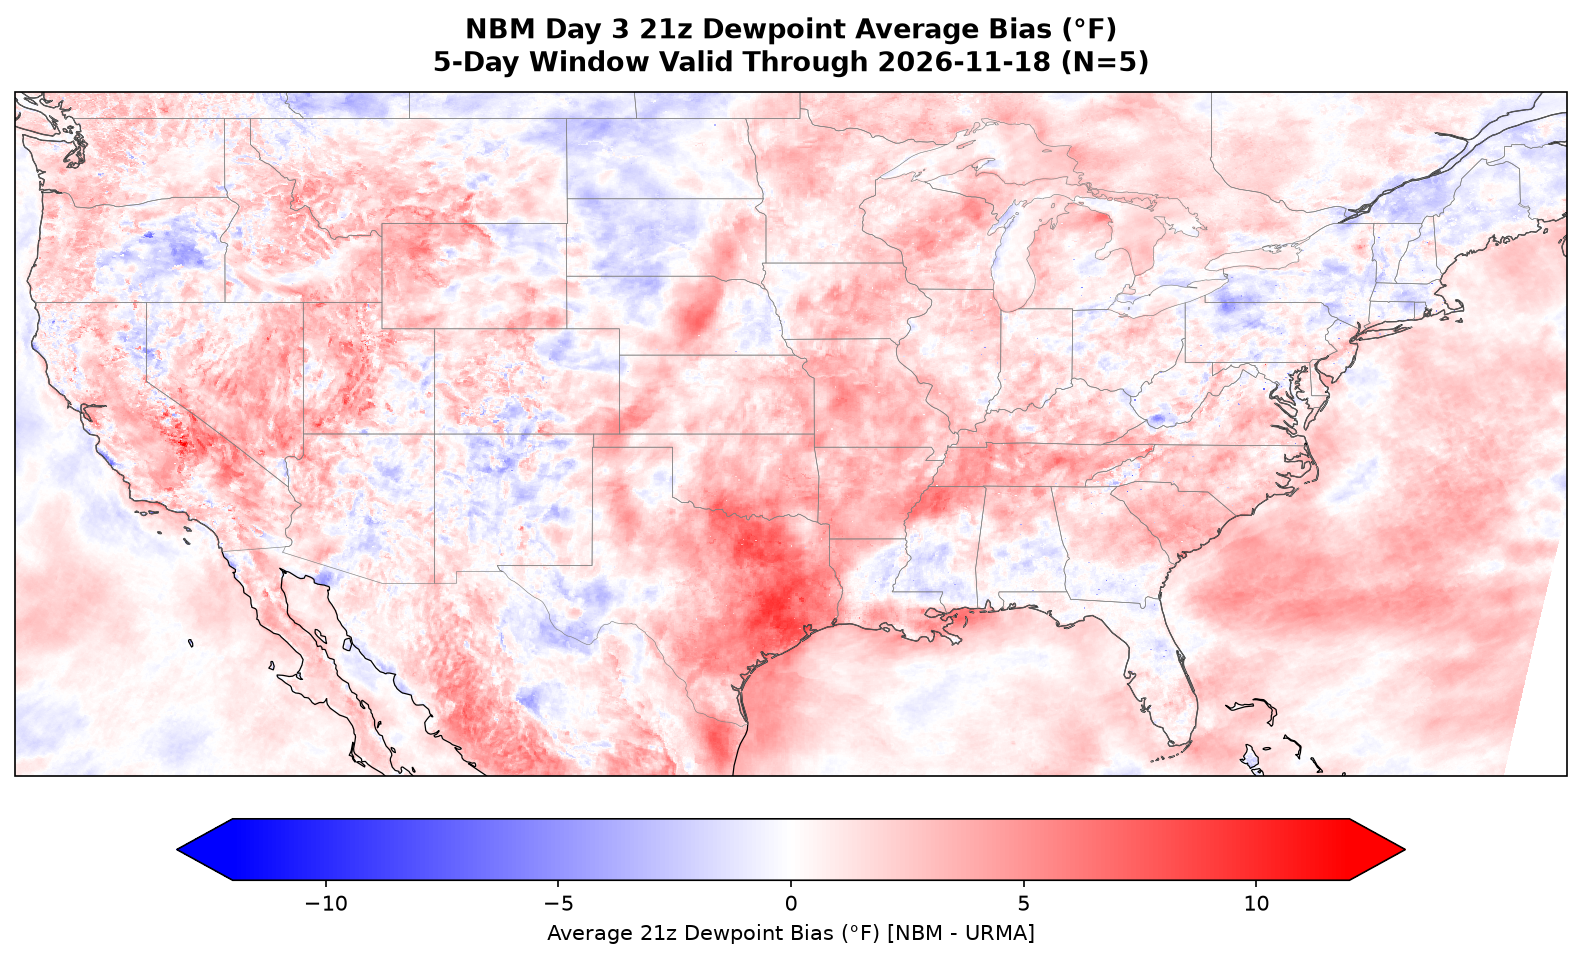 NBM Day 3 21z Dewpoint Average Bias (°F)
5-Day Window Valid Through 2026-11-18 (N=5)
−10 −5 0 5 10
Average 21z Dewpoint Bias (°F) [NBM - URMA]